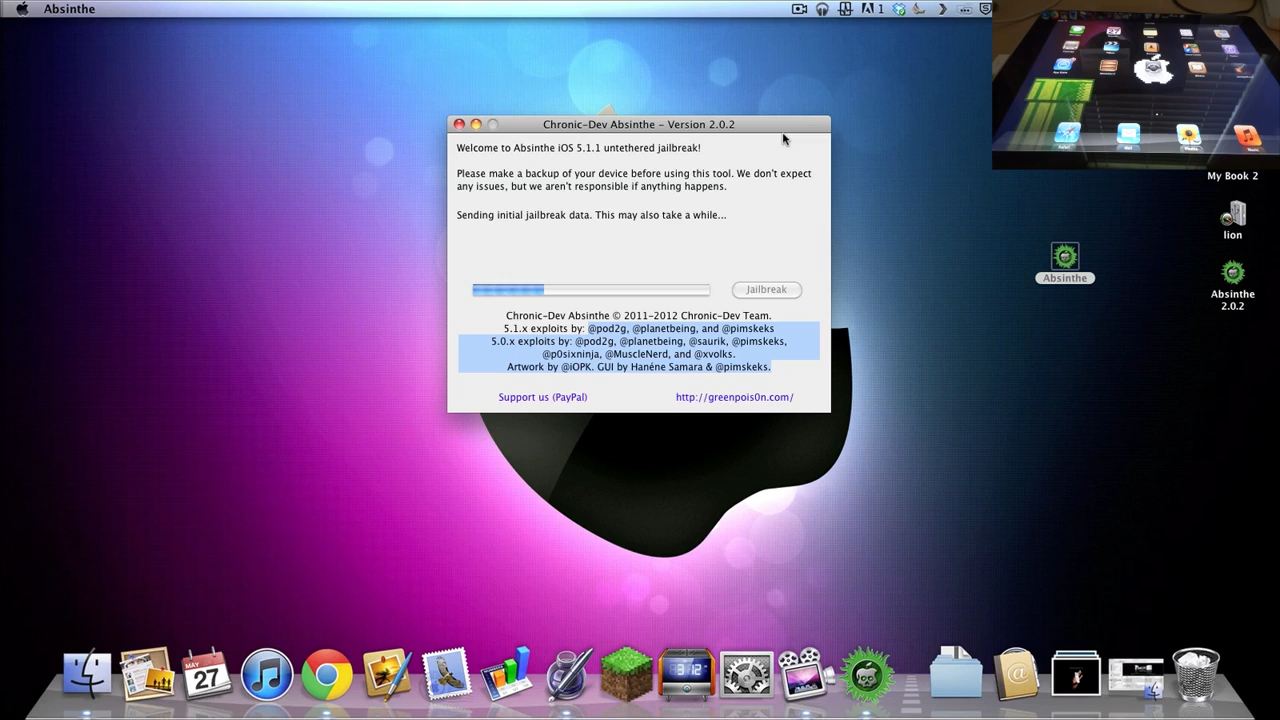 Absinthe
1
Chronic-Dev Absinthe - Version 2.0.2
Welcome to Absinthe iOS 5.1.1 untethered jailbreak!
Please make a backup of your device before using this tool. We don't expect
any issues, but we aren't responsible if anything happens.
Sending initial jailbreak data. This may also take a while...
Jailbreak
Chronic-Dev Absinthe © 2011-2012 Chronic-Dev Team.
5.1.x exploits by: @pod2g, @planetbeing, and @pimskeks
5.0.x exploits by: @pod2g, @planetbeing, @saurik, @pimskeks,
@p0sixninja, @MuscleNerd, and @xvolks.
Artwork by @iOPK. GUI by Hanéne Samara & @pimskeks.
Support us (PayPal)
http://greenpois0n.com/
My Book 2
lion
Absinthe
Absinthe
2.0.2
MAY
27
13:12